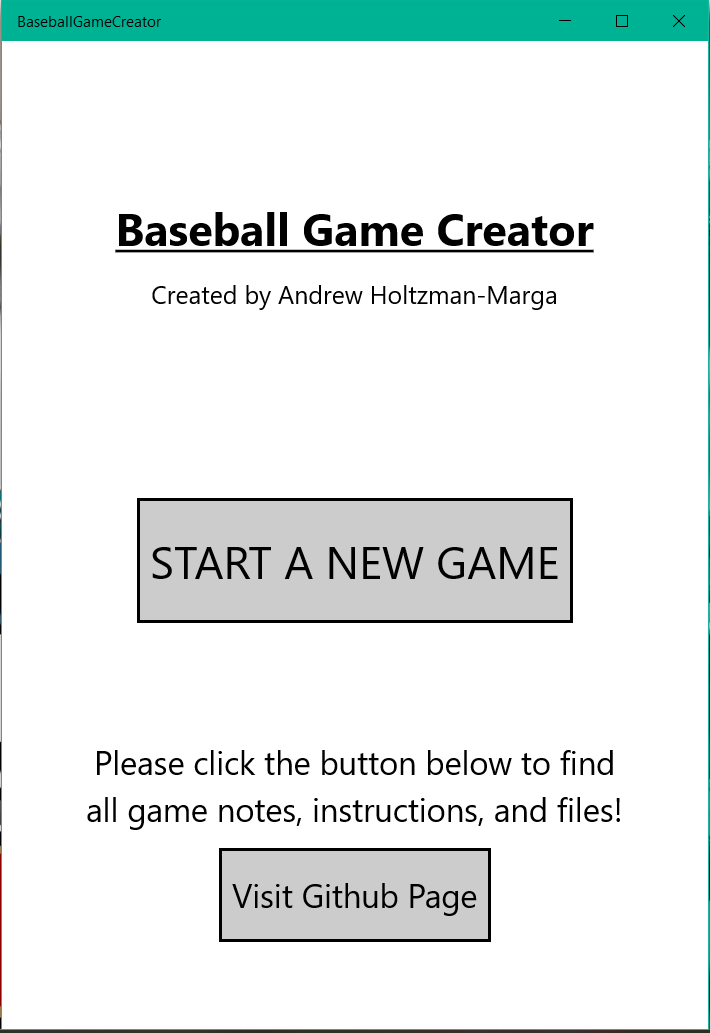 BaseballGameCreator
Baseball Game Creator
Created by Andrew Holtzman-Marga
START A NEW GAME
Please click the button below to find
all game notes, instructions, and files!
Visit Github Page